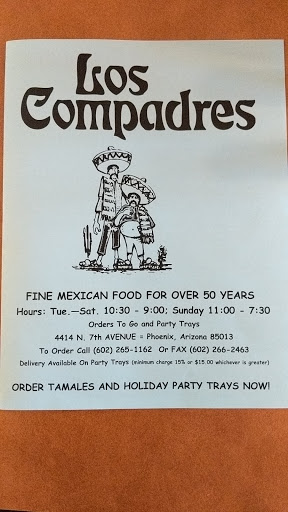 Los
Compadres
FINE MEXICAN FOOD FOR OVER 50 YEARS
Hours: Tue.—Sat. 10:30 - 9:00; Sunday 11:00 - 7:30
Orders To Go and Party Trays
4414 N. 7th AVENUE = Phoenix, Arizona 85013
To Order Call (602) 265-1162 Or FAX (602) 266-2463
Delivery Available On Party Trays (minimum charge 15% or $15.00 whichever is greater)
ORDER TAMALES AND HOLIDAY PARTY TRAYS NOW!